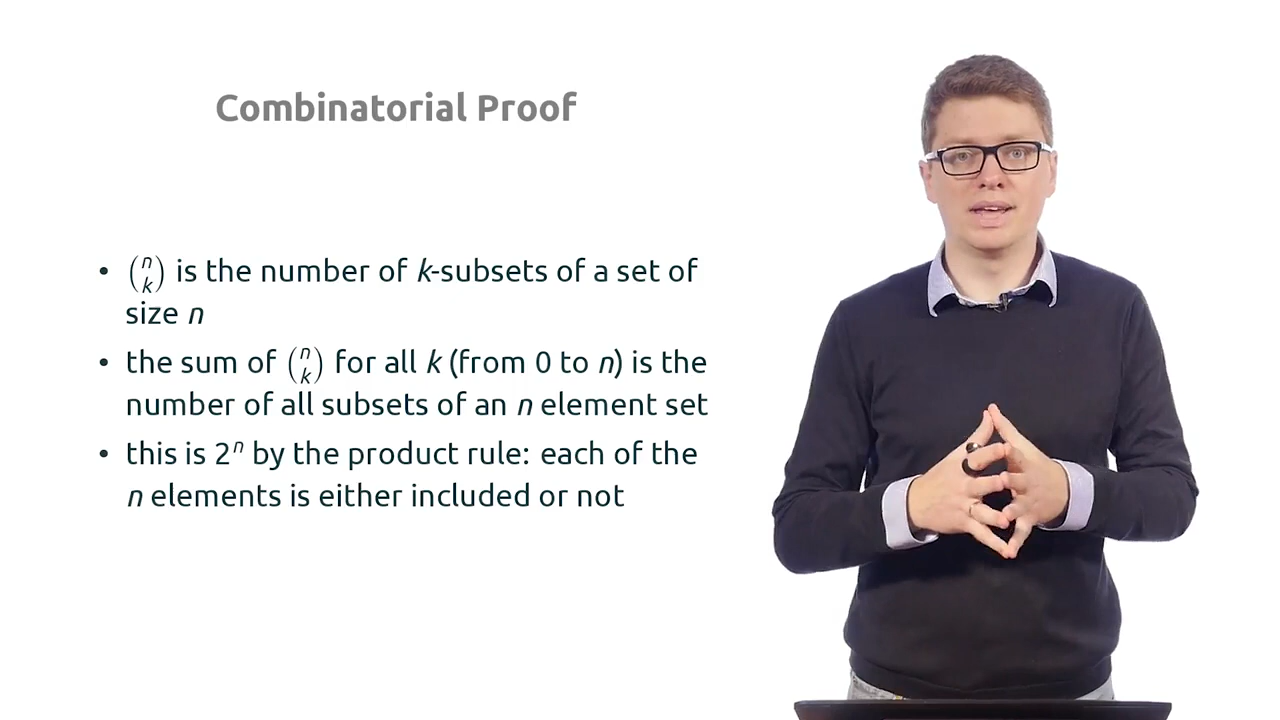 Combinatorial Proof
• (n k) is the number of k-subsets of a set of
size n
• the sum of (n k) for all k (from 0 to n) is the
number of all subsets of an n element set
• this is 2ⁿ by the product rule: each of the
n elements is either included or not